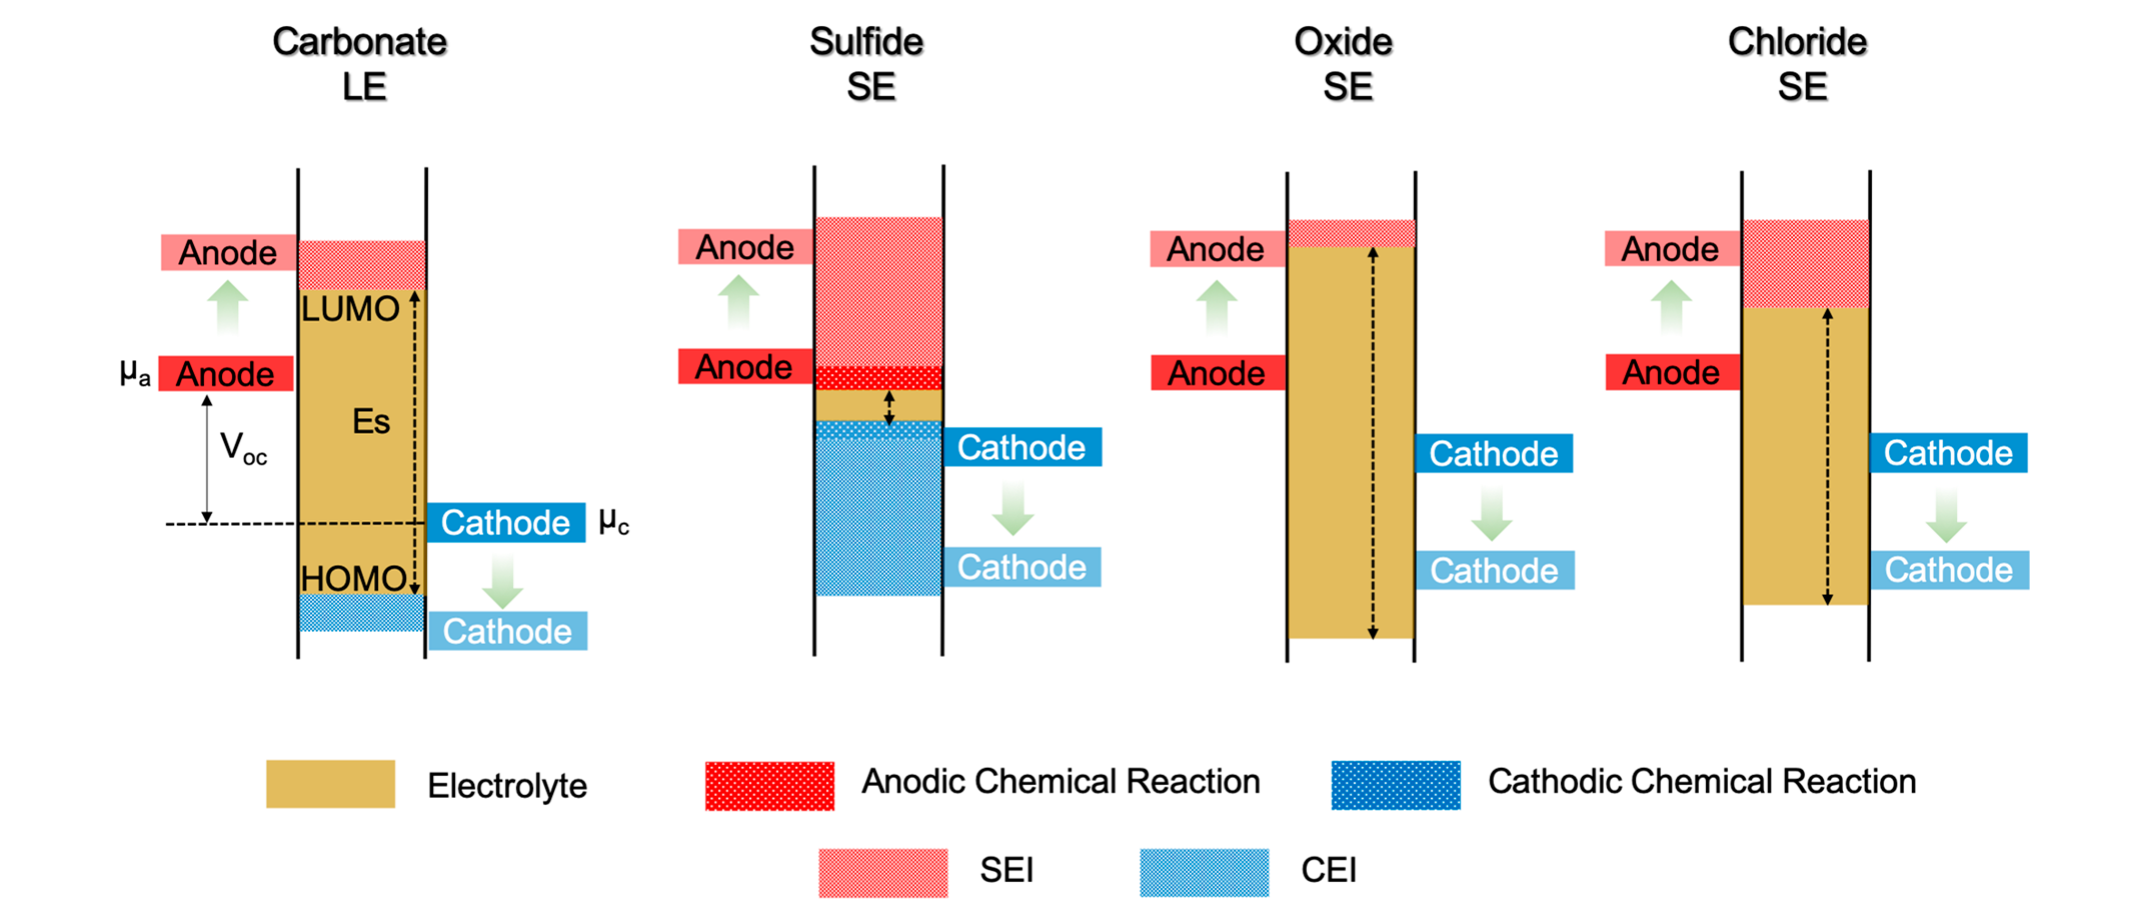 Carbonate
LE
Sulfide
SE
Oxide
SE
Chloride
SE
Anode
LUMO
μa
Anode
Es
Voc
Cathode
μc
HOMO
Cathode
Anode
Anode
Cathode
Cathode
Anode
Anode
Cathode
Cathode
Anode
Anode
Cathode
Cathode
Electrolyte
Anodic Chemical Reaction
Cathodic Chemical Reaction
SEI
CEI